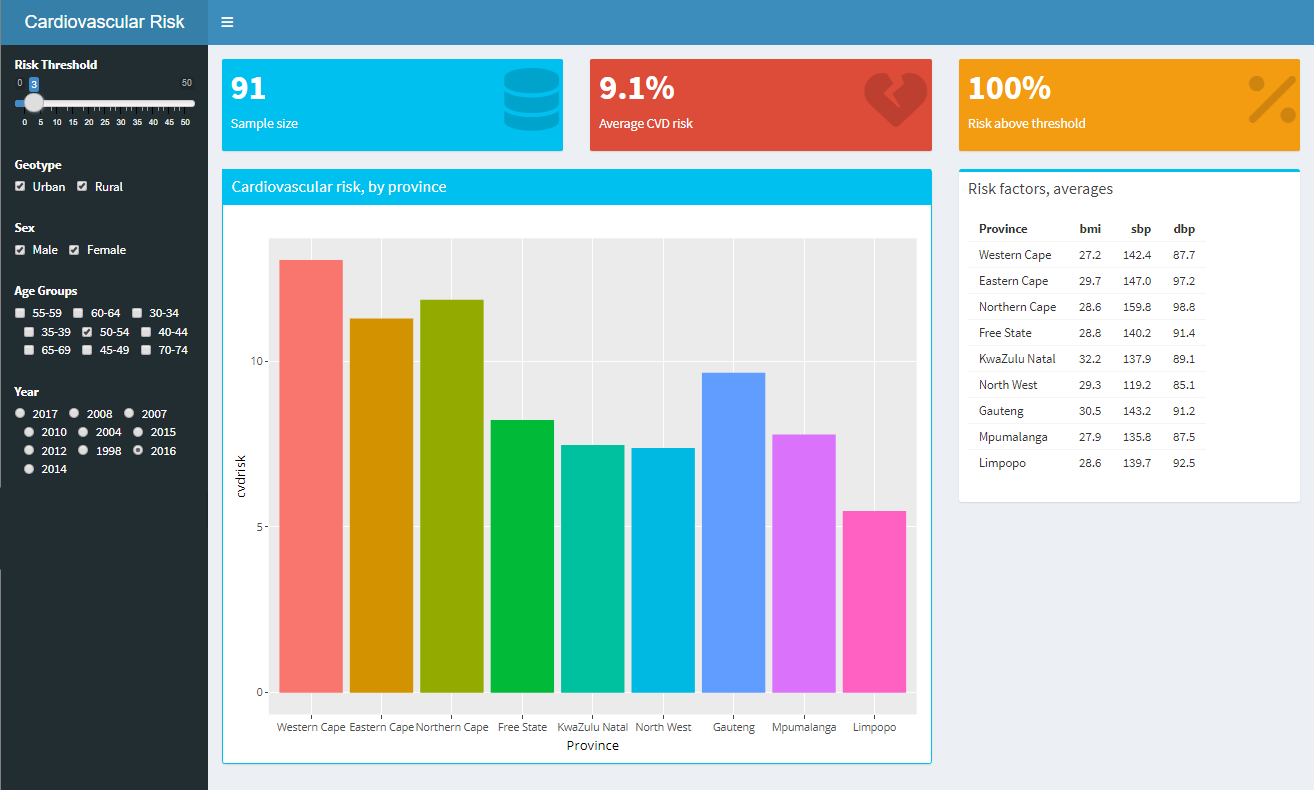 Cardiovascular Risk
Risk Threshold
0 3 50
0 5 10 15 20 25 30 35 40 45 50
Geotype
Urban Rural
Sex
Male Female
Age Groups
55-59 60-64 30-34
35-39 50-54 40-44
65-69 45-49 70-74
Year
2017 2008 2007
2010 2004 2015
2012 1998 2016
2014
91
Sample size
9.1%
Average CVD risk
100%
Risk above threshold
Cardiovascular risk, by province
10
5
0
cvdrisk
Western Cape Eastern Cape Northern Cape Free State KwaZulu Natal North West Gauteng Mpumalanga Limpopo
Province
Risk factors, averages
Province bmi sbp dbp
Western Cape 27.2 142.4 87.7
Eastern Cape 29.7 147.0 97.2
Northern Cape 28.6 159.8 98.8
Free State 28.8 140.2 91.4
KwaZulu Natal 32.2 137.9 89.1
North West 29.3 119.2 85.1
Gauteng 30.5 143.2 91.2
Mpumalanga 27.9 135.8 87.5
Limpopo 28.6 139.7 92.5